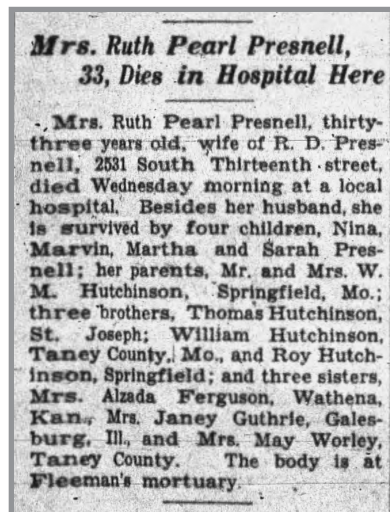 Mrs. Ruth Pearl Presnell,
33, Dies in Hospital Here
Mrs. Ruth Pearl Presnell, thirty-
three years old, wife of R. D. Pres-
nell, 2531 South Thirteenth street,
died Wednesday morning at a local
hospital. Besides her husband, she
is survived by four children, Nina,
Marvin, Martha and Sarah Pres-
nell; her parents, Mr. and Mrs. W.
M. Hutchinson, Springfield, Mo.;
three brothers, Thomas Hutchinson,
St. Joseph; William Hutchinson,
Taney County, Mo., and Roy Hutch-
inson, Springfield; and three sisters,
Mrs. Alzada Ferguson, Wathena,
Kan., Mrs. Janey Guthrie, Gales-
burg, Ill., and Mrs. May Worley,
Taney County. The body is at
Fleeman's mortuary.